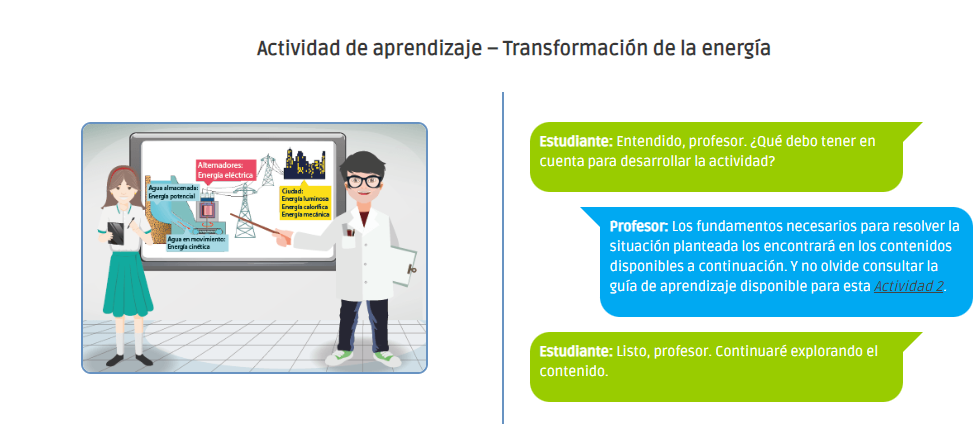 Actividad de aprendizaje – Transformación de la energía
Alternadores:
Energía eléctrica
Agua almacenada:
Energía potencial
Ciudad:
Energía luminosa
Energía calorífica
Energía mecánica
Agua en movimiento:
Energía cinética
Estudiante: Entendido, profesor. ¿Qué debo tener en
cuenta para desarrollar la actividad?
Profesor: Los fundamentos necesarios para resolver la
situación planteada los encontrará en los contenidos
disponibles a continuación. Y no olvide consultar la
guía de aprendizaje disponible para esta Actividad 2.
Estudiante: Listo, profesor. Continuaré explorando el
contenido.